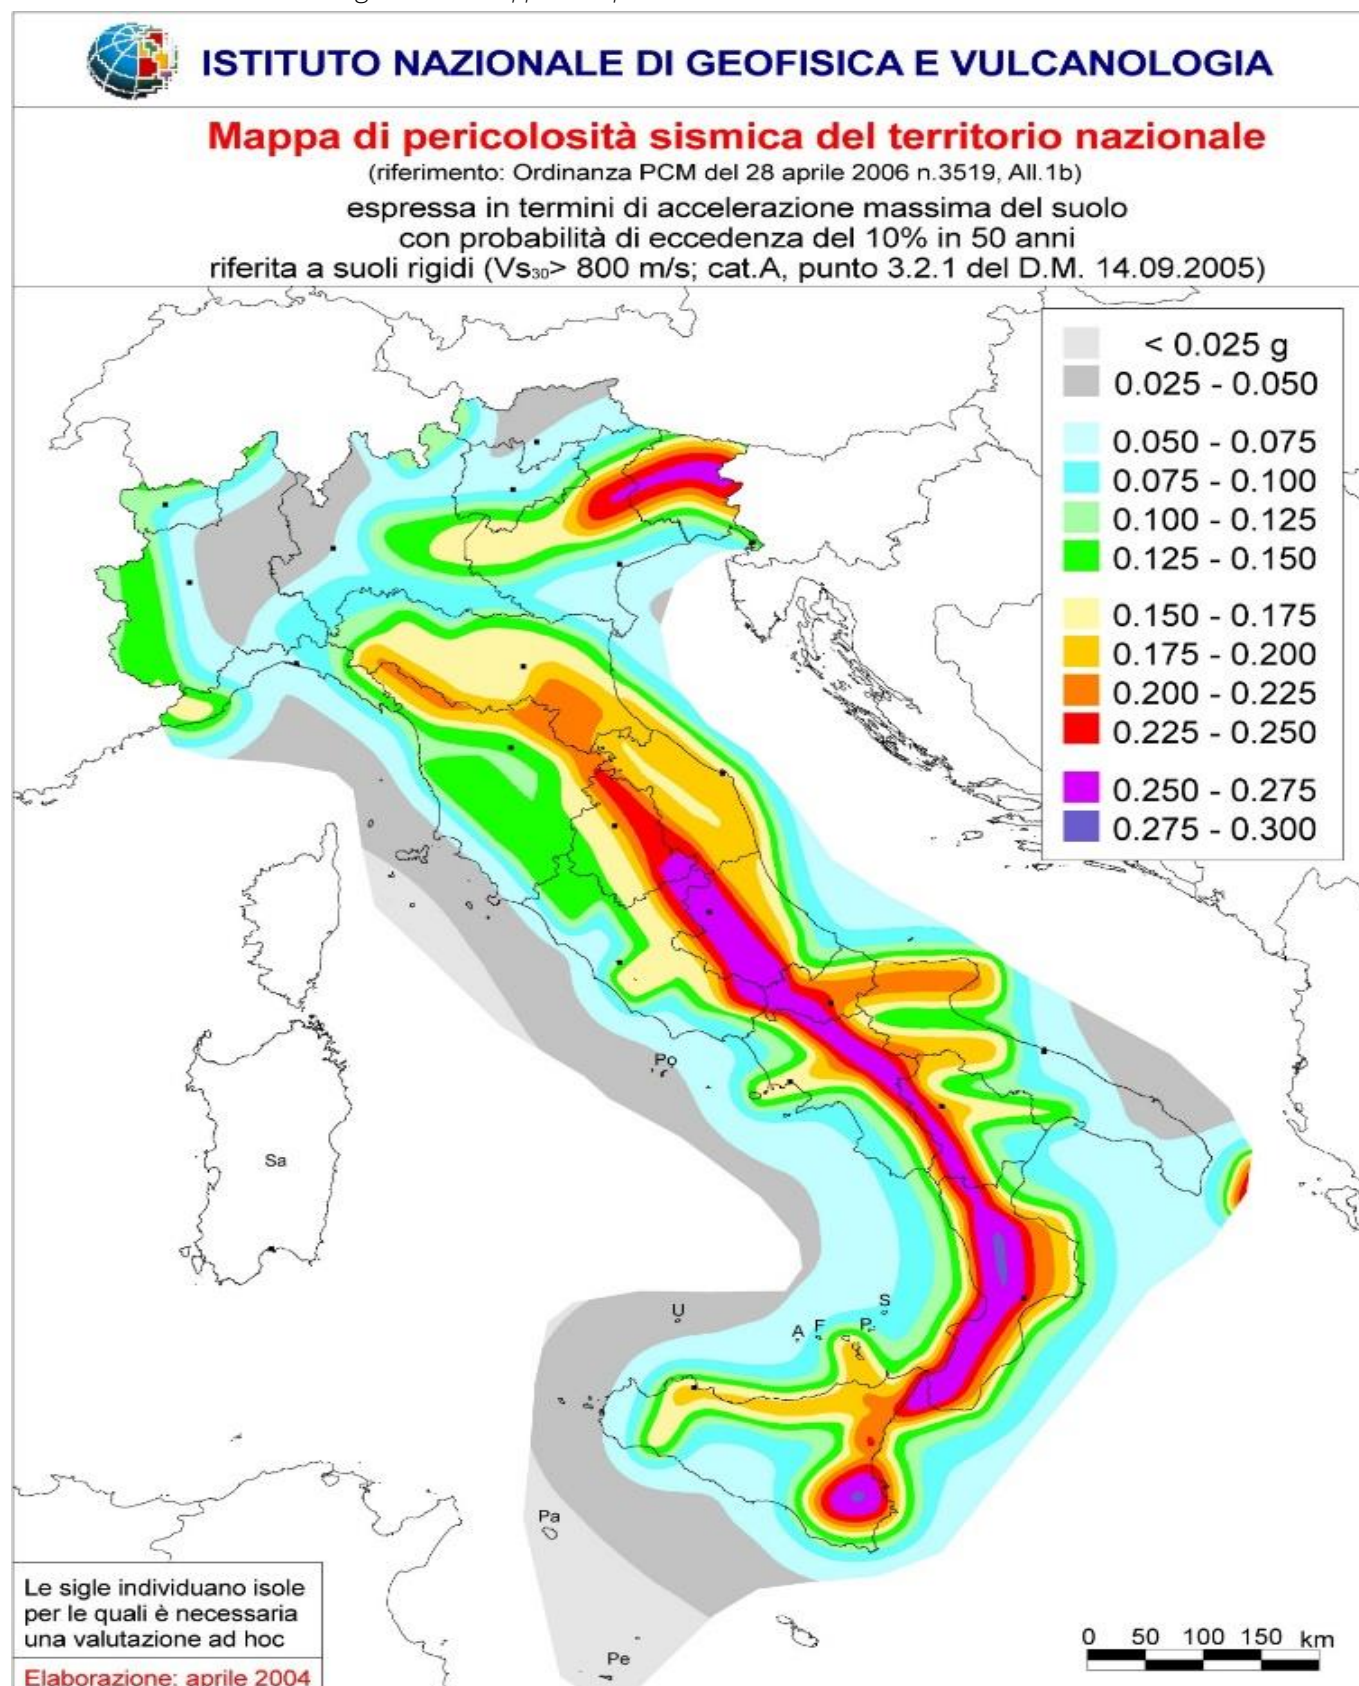 ISTITUTO NAZIONALE DI GEOFISICA E VULCANOLOGIA
Mappa di pericolosità sismica del territorio nazionale
(riferimento: Ordinanza PCM del 28 aprile 2006 n.3519, All.1b)
espressa in termini di accelerazione massima del suolo
con probabilità di eccedenza del 10% in 50 anni
riferita a suoli rigidi (Vs₃₀> 800 m/s; cat.A, punto 3.2.1 del D.M. 14.09.2005)
< 0.025 g
0.025 - 0.050
0.050 - 0.075
0.075 - 0.100
0.100 - 0.125
0.125 - 0.150
0.150 - 0.175
0.175 - 0.200
0.200 - 0.225
0.225 - 0.250
0.250 - 0.275
0.275 - 0.300
Po
Sa
U
S
A
F
P
Pa
Pe
Le sigle individuano isole
per le quali è necessaria
una valutazione ad hoc
Elaborazione: aprile 2004
0 50 100 150 km